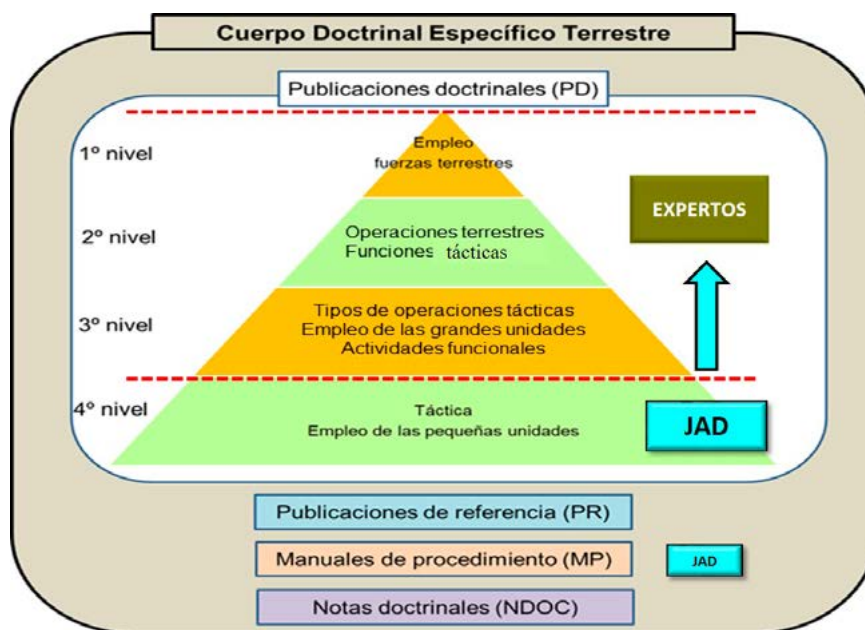 Cuerpo Doctrinal Específico Terrestre
Publicaciones doctrinales (PD)
1º nivel
Empleo
fuerzas terrestres
EXPERTOS
2º nivel
Operaciones terrestres
Funciones tácticas
3º nivel
Tipos de operaciones tácticas
Empleo de las grandes unidades
Actividades funcionales
4º nivel
Táctica
Empleo de las pequeñas unidades
JAD
Publicaciones de referencia (PR)
Manuales de procedimiento (MP)
JAD
Notas doctrinales (NDOC)